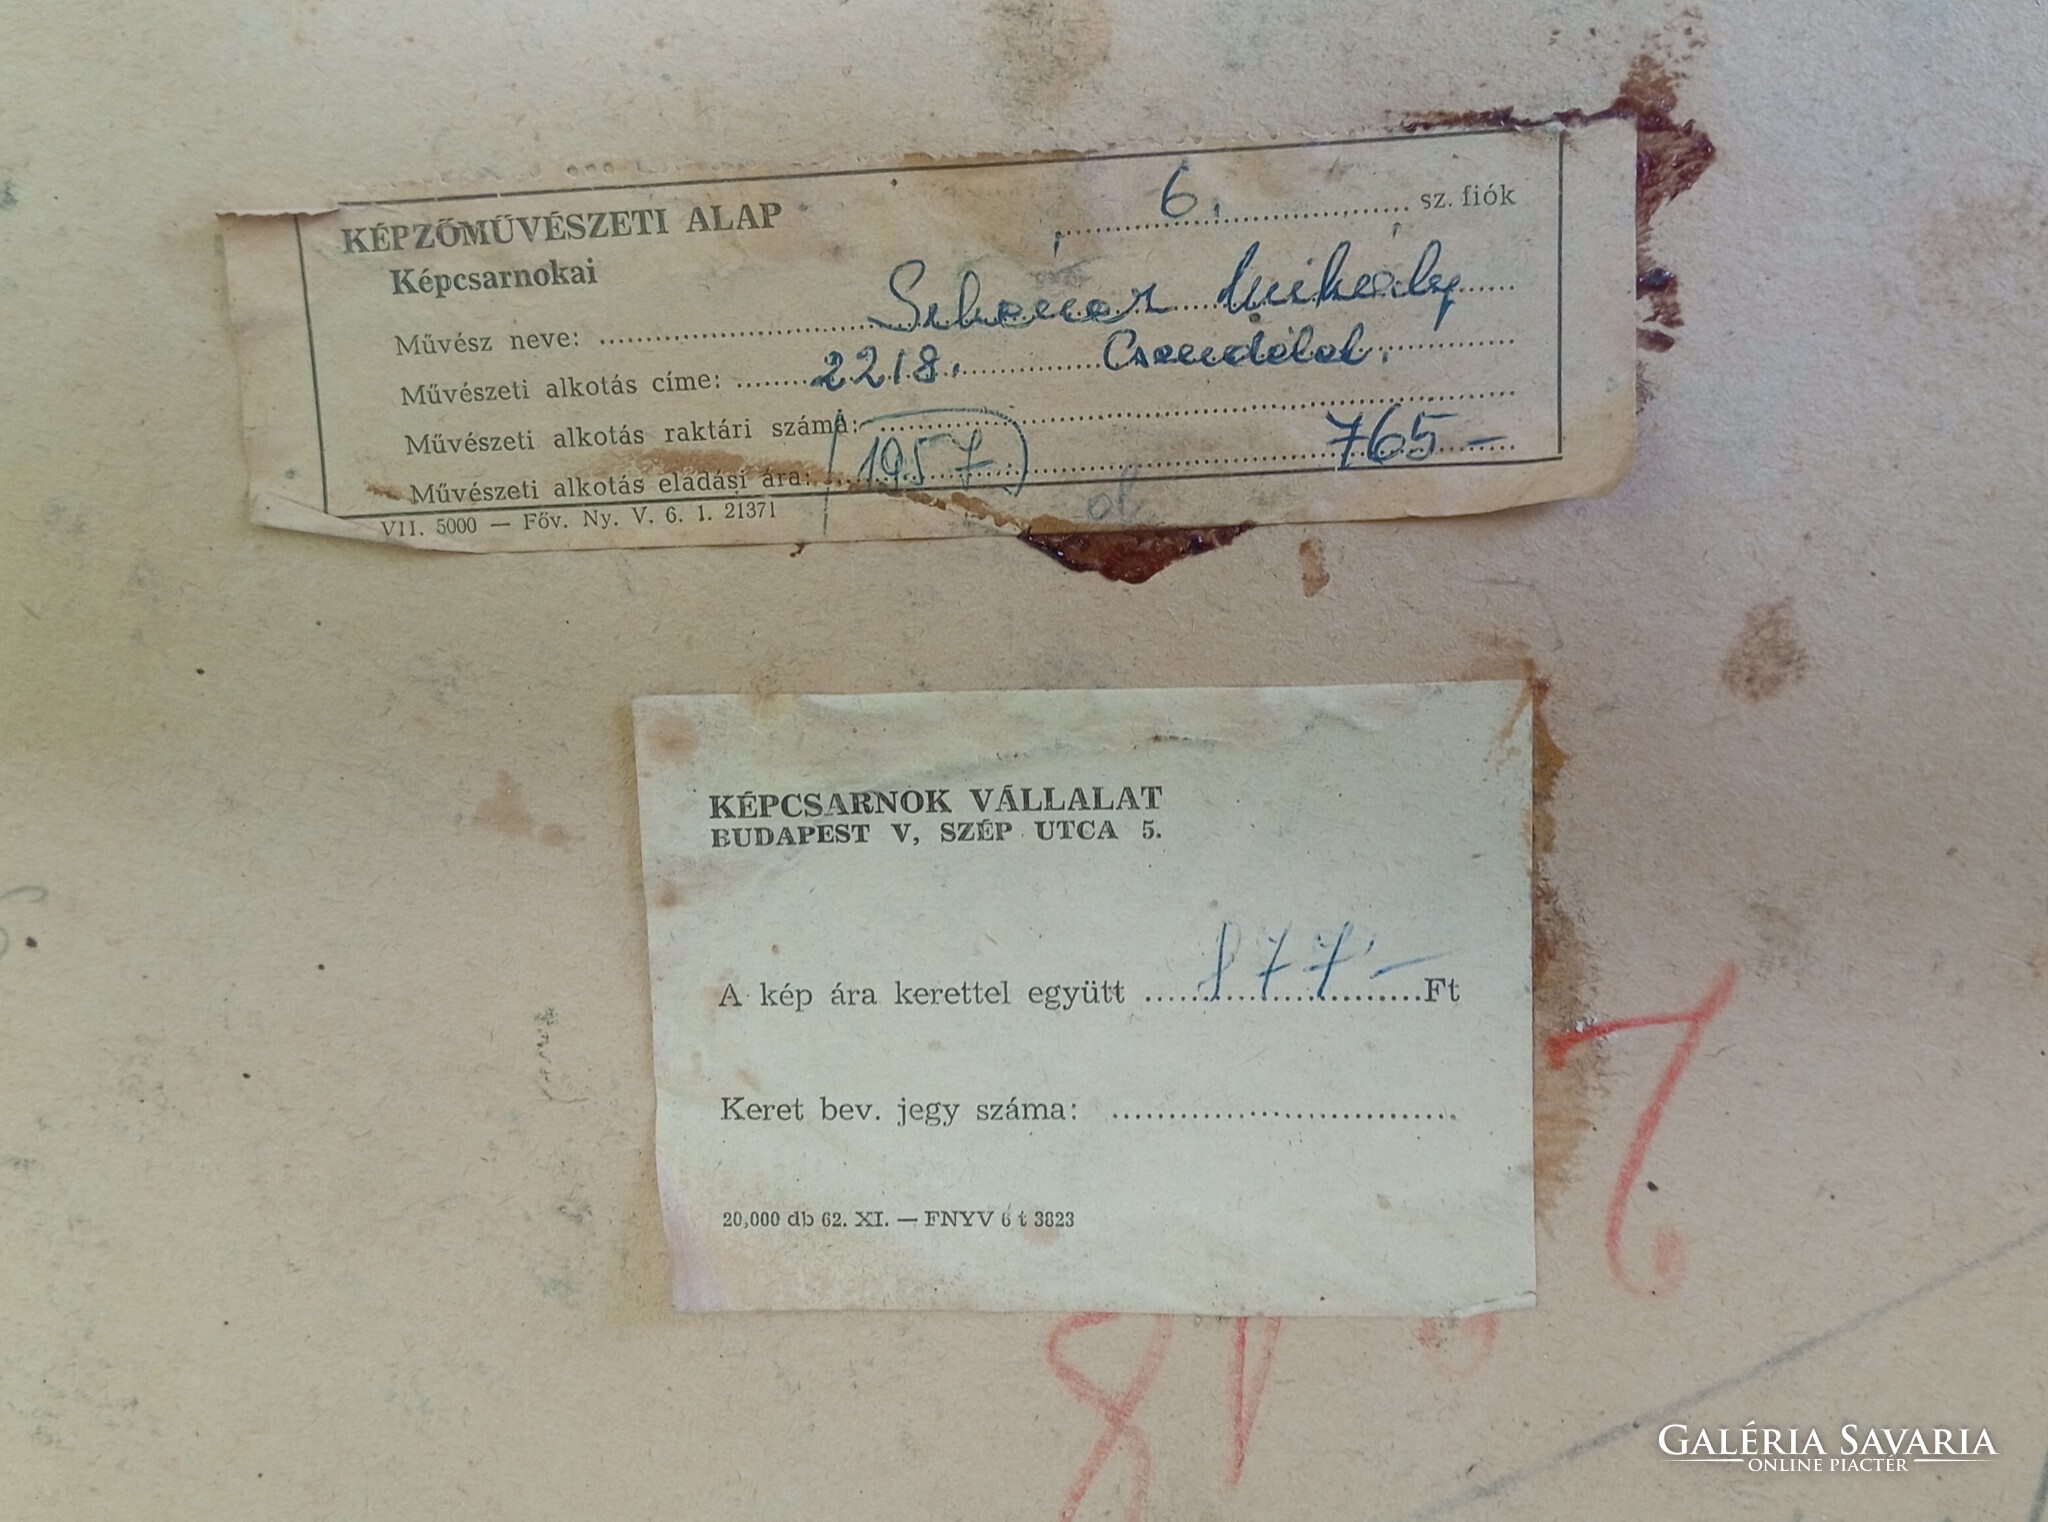 KÉPZŐMŰVÉSZETI ALAP
Képcsarnokai
6. sz. fiók
Művész neve: Schéner Mihály
Művészeti alkotás címe: 2218. Csendélet.
Művészeti alkotás raktári száma:
Művészeti alkotás eladási ára: (1957) 765-
VII. 5000 — Főv. Ny. V. 6. 1. 21371
KÉPCSARNOK VÁLLALAT
BUDAPEST V, SZÉP UTCA 5.
A kép ára kerettel együtt 877- Ft
Keret bev. jegy száma:
20,000 db 62. XI. — FNYV 6 t 3823
GALÉRIA SAVARIA
ONLINE PIACTÉR